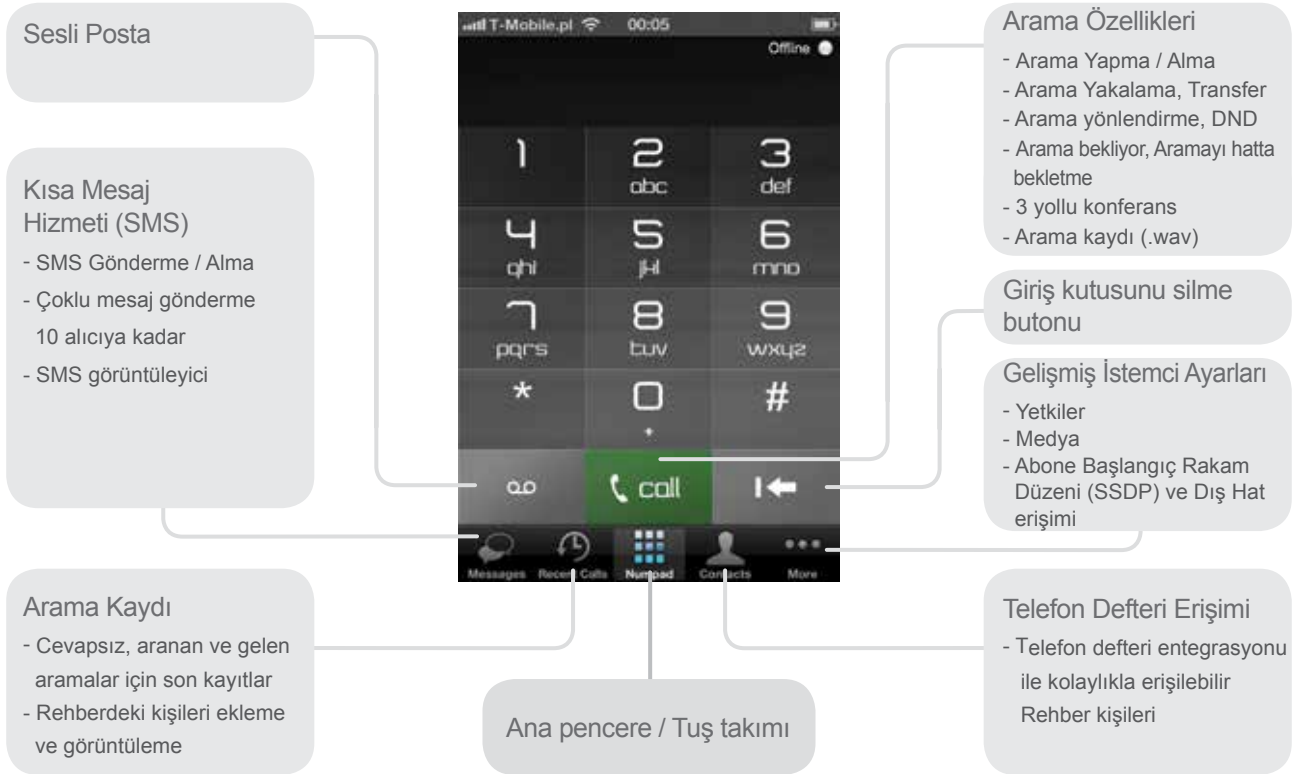 Sesli Posta
Kısa Mesaj
Hizmeti (SMS)
- SMS Gönderme / Alma
- Çoklu mesaj gönderme
10 alıcıya kadar
- SMS görüntüleyici
Arama Kaydı
- Cevapsız, aranan ve gelen
aramalar için son kayıtlar
- Rehberdeki kişileri ekleme
ve görüntüleme
T-Mobile.pl 00:05
Offline
1 2 3
abc def
4 5 6
ghi jkl mno
7 8 9
pqrs tuv wxyz
* 0 #
+
call
Messages Recent Calls Numpad Contacts More
Ana pencere / Tuş takımı
Arama Özellikleri
- Arama Yapma / Alma
- Arama Yakalama, Transfer
- Arama yönlendirme, DND
- Arama bekliyor, Aramayı hatta
bekletme
- 3 yollu konferans
- Arama kaydı (.wav)
Giriş kutusunu silme
butonu
Gelişmiş İstemci Ayarları
- Yetkiler
- Medya
- Abone Başlangıç Rakam
Düzeni (SSDP) ve Dış Hat
erişimi
Telefon Defteri Erişimi
- Telefon defteri entegrasyonu
ile kolaylıkla erişilebilir
Rehber kişileri